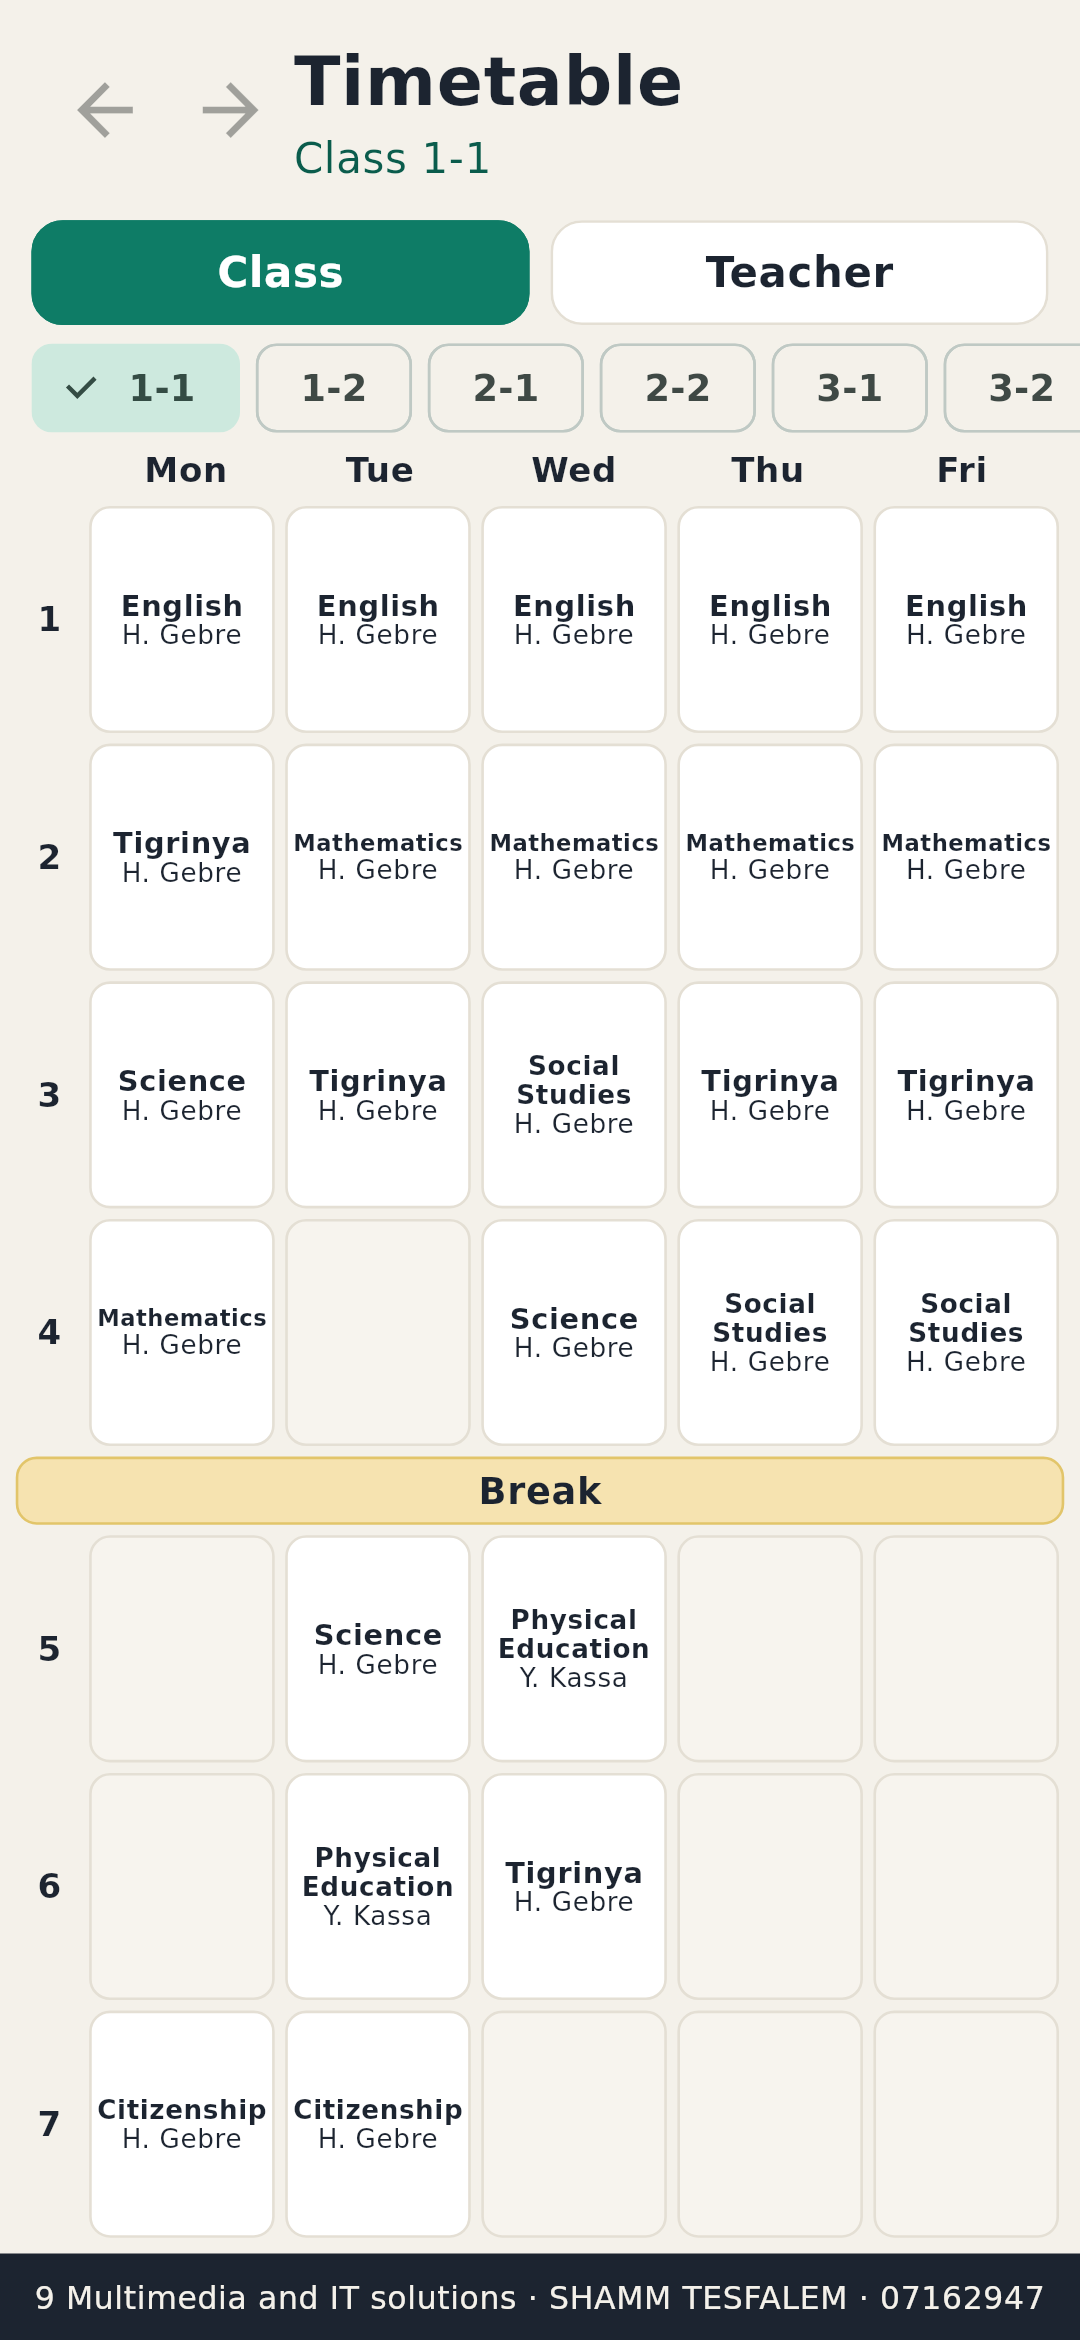 Timetable
Class 1-1
Class Teacher
1-1 1-2 2-1 2-2 3-1 3-2
Mon Tue Wed Thu Fri
1 English English English English English
H. Gebre H. Gebre H. Gebre H. Gebre H. Gebre
2 Tigrinya Mathematics Mathematics Mathematics Mathematics
H. Gebre H. Gebre H. Gebre H. Gebre H. Gebre
3 Science Tigrinya Social Studies Tigrinya Tigrinya
H. Gebre H. Gebre H. Gebre H. Gebre H. Gebre
4 Mathematics Science Social Studies Social Studies
H. Gebre H. Gebre H. Gebre H. Gebre
Break
5 Science Physical Education
H. Gebre Y. Kassa
6 Physical Education Tigrinya
Y. Kassa H. Gebre
7 Citizenship Citizenship
H. Gebre H. Gebre
9 Multimedia and IT solutions · SHAMM TESFALEM · 07162947